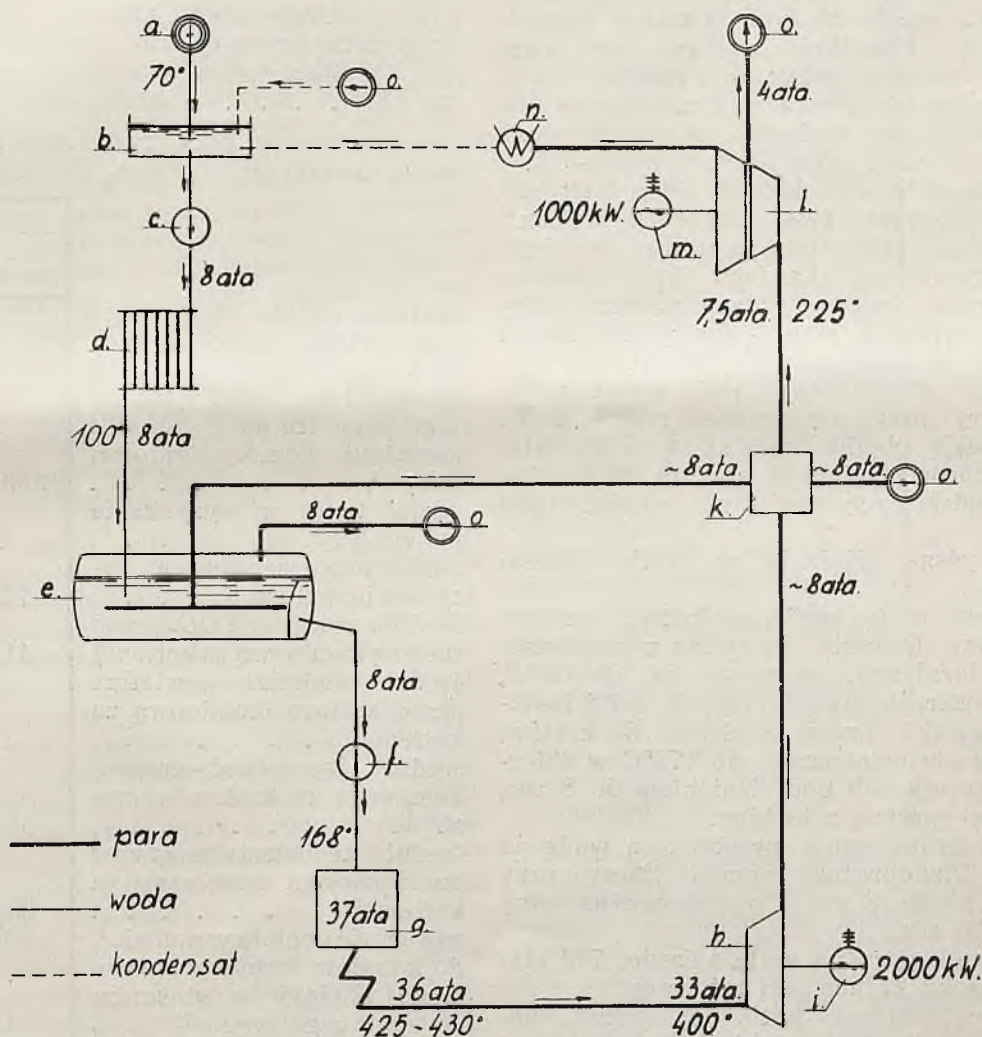 a.
70°
o.
b.
n.
c.
8ata
d.
100° 8ata
o.
4ata.
1000kW.
l.
m.
7,5ata. 225°
~8ata. ~8ata. o.
k.
8ata. o.
e.
~8ata.
8ata
f.
168°
37ata g.
h.
36ata. 33ata.
425-430° 400°
2000kW.
i.
para
woda
kondensat